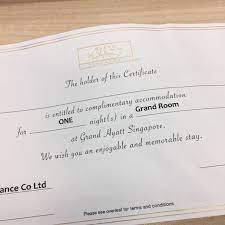 The holder of this Certificate
is entitled to complimentary accommodation
for ONE night(s) in a Grand Room
at Grand Hyatt Singapore.
We wish you an enjoyable and memorable stay.
ance Co Ltd
Please see overleaf for terms and conditions